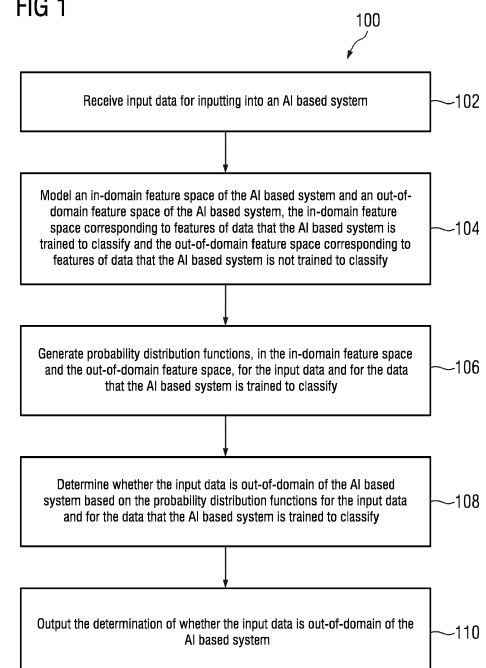 FIG 1
100
Receive input data for inputting into an AI based system
102
Model an in-domain feature space of the AI based system and an out-of-
domain feature space of the AI based system, the in-domain feature
space corresponding to features of data that the AI based system is
trained to classify and the out-of-domain feature space corresponding to
features of data that the AI based system is not trained to classify
104
Generate probability distribution functions, in the in-domain feature space
and the out-of-domain feature space, for the input data and for the data
that the AI based system is trained to classify
106
Determine whether the input data is out-of-domain of the AI based
system based on the probability distribution functions for the input data
and for the data that the AI based system is trained to classify
108
Output the determination of whether the input data is out-of-domain of the
AI based system
110